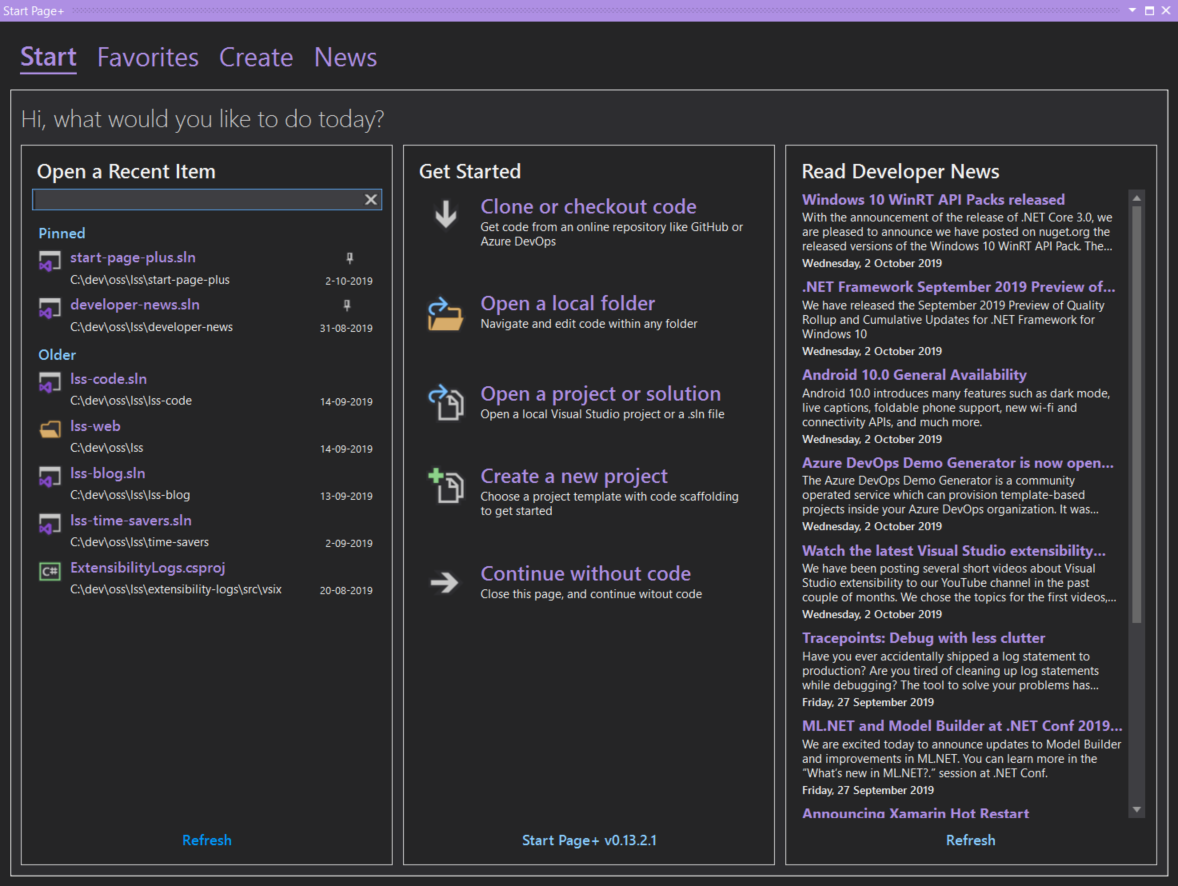 Start Page+
Start Favorites Create News
Hi, what would you like to do today?
Open a Recent Item
Pinned
start-page-plus.sln
C:\dev\oss\lss\start-page-plus 2-10-2019
developer-news.sln
C:\dev\oss\lss\developer-news 31-08-2019
Older
lss-code.sln
C:\dev\oss\lss\lss-code 14-09-2019
lss-web
C:\dev\oss\lss 14-09-2019
lss-blog.sln
C:\dev\oss\lss\lss-blog 13-09-2019
lss-time-savers.sln
C:\dev\oss\lss\time-savers 2-09-2019
C# ExtensibilityLogs.csproj
C:\dev\oss\lss\extensibility-logs\src\vsix 20-08-2019
Refresh
Get Started
Clone or checkout code
Get code from an online repository like GitHub or
Azure DevOps
Open a local folder
Navigate and edit code within any folder
Open a project or solution
Open a local Visual Studio project or a .sln file
Create a new project
Choose a project template with code scaffolding
to get started
Continue without code
Close this page, and continue witout code
Start Page+ v0.13.2.1
Read Developer News
Windows 10 WinRT API Packs released
With the announcement of the release of .NET Core 3.0, we
are pleased to announce we have posted on nuget.org the
released versions of the Windows 10 WinRT API Pack. The...
Wednesday, 2 October 2019
.NET Framework September 2019 Preview of...
We have released the September 2019 Preview of Quality
Rollup and Cumulative Updates for .NET Framework for
Windows 10
Wednesday, 2 October 2019
Android 10.0 General Availability
Android 10.0 introduces many features such as dark mode,
live captions, foldable phone support, new wi-fi and
connectivity APIs, and much more.
Wednesday, 2 October 2019
Azure DevOps Demo Generator is now open...
The Azure DevOps Demo Generator is a community
operated service which can provision template-based
projects inside your Azure DevOps organization. It was...
Wednesday, 2 October 2019
Watch the latest Visual Studio extensibility...
We have been posting several short videos about Visual
Studio extensibility to our YouTube channel in the past
couple of months. We chose the topics for the first videos,...
Wednesday, 2 October 2019
Tracepoints: Debug with less clutter
Have you ever accidentally shipped a log statement to
production? Are you tired of cleaning up log statements
while debugging? The tool to solve your problems has...
Friday, 27 September 2019
ML.NET and Model Builder at .NET Conf 2019...
We are excited today to announce updates to Model Builder
and improvements in ML.NET. You can learn more in the
“What’s new in ML.NET?.” session at .NET Conf.
Friday, 27 September 2019
Announcing Xamarin Hot Restart
Refresh